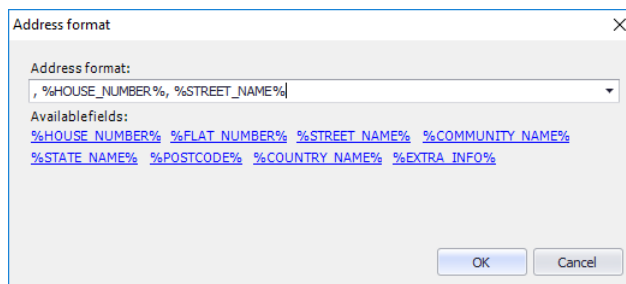 Address format
Address format:
, %HOUSE_NUMBER%, %STREET_NAME%
Availablefields:
%HOUSE_NUMBER% %FLAT_NUMBER% %STREET_NAME% %COMMUNITY_NAME%
%STATE_NAME% %POSTCODE% %COUNTRY_NAME% %EXTRA_INFO%
OK Cancel